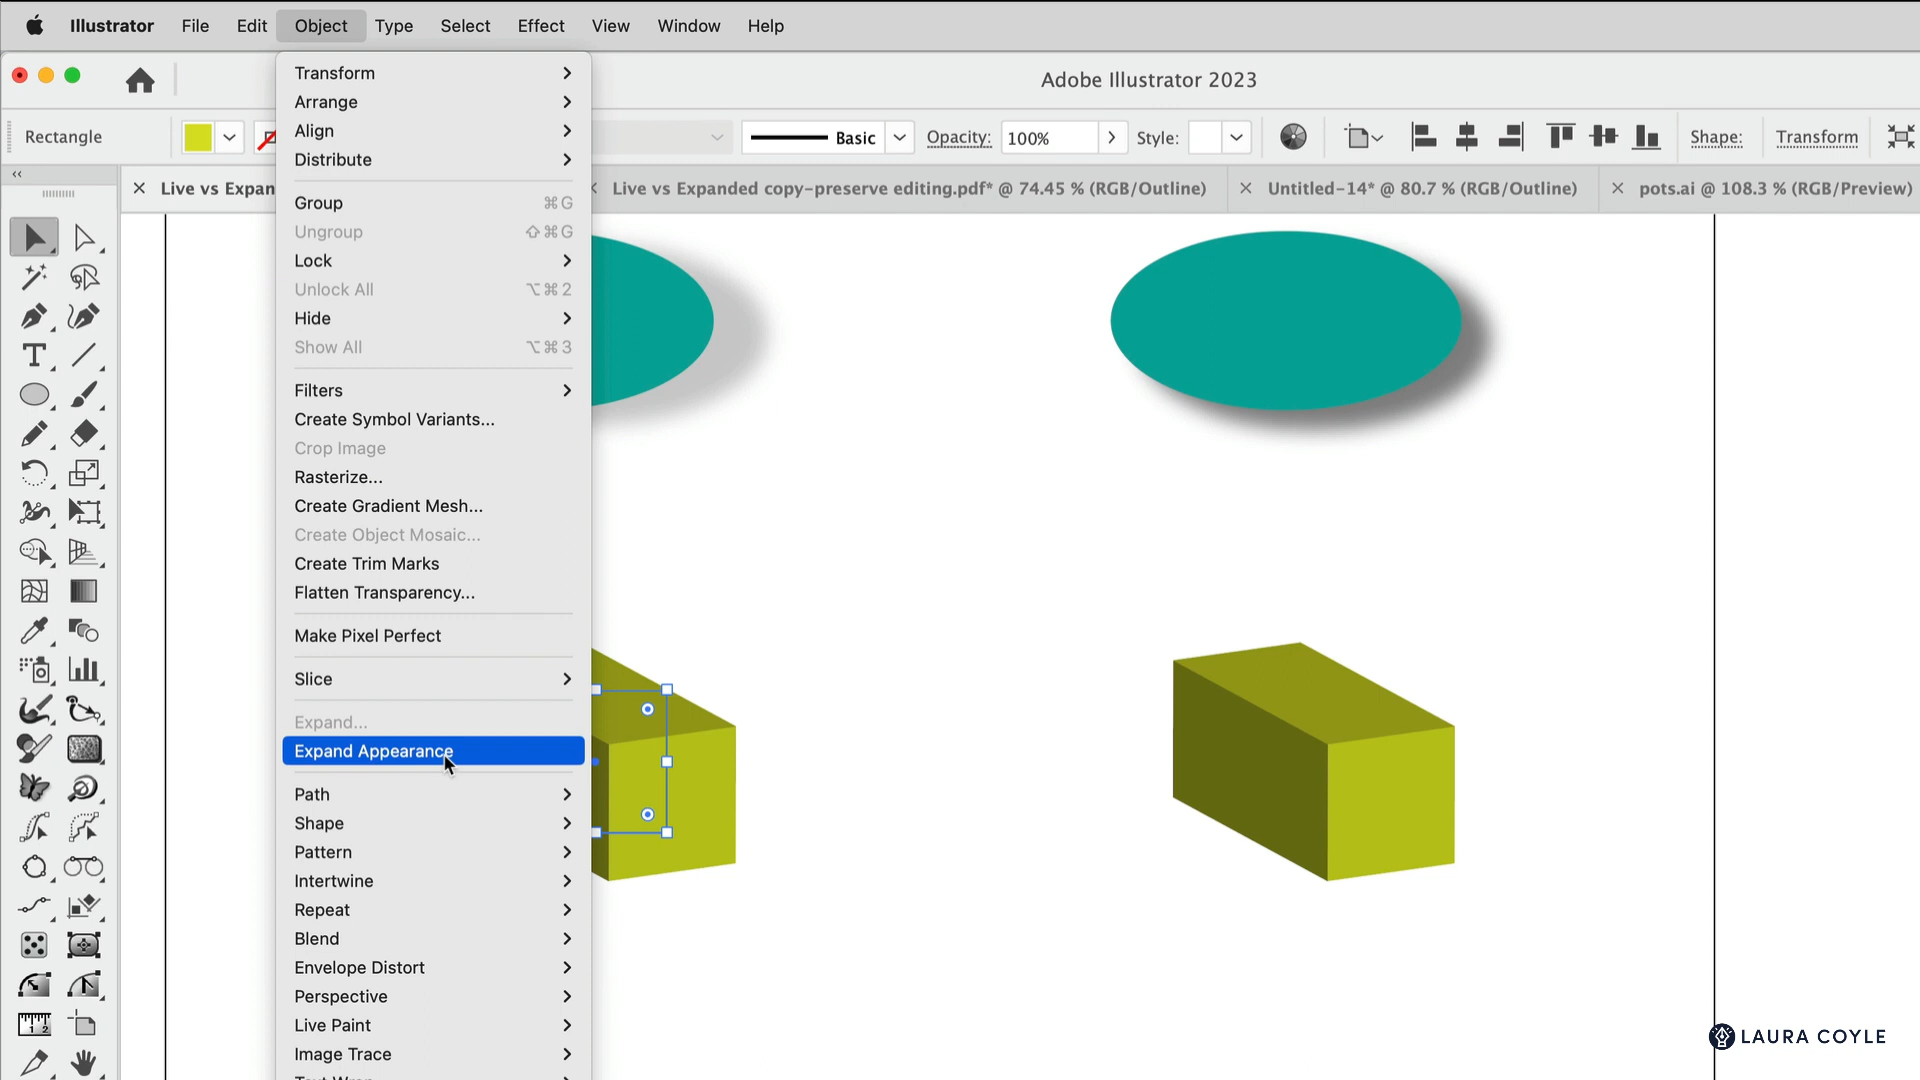 Illustrator File Edit Object Type Select Effect View Window Help
Adobe Illustrator 2023
Rectangle Basic Opacity: 100% Style: Shape: Transform
Live vs Expan Live vs Expanded copy-preserve editing.pdf* @ 74.45 % (RGB/Outline) Untitled-14* @ 80.7 % (RGB/Outline) pots.ai @ 108.3 % (RGB/Preview)
Transform
Arrange
Align
Distribute
Group ⌘G
Ungroup ⇧⌘G
Lock
Unlock All ⌥⌘2
Hide
Show All ⌥⌘3
Filters
Create Symbol Variants...
Crop Image
Rasterize...
Create Gradient Mesh...
Create Object Mosaic...
Create Trim Marks
Flatten Transparency...
Make Pixel Perfect
Slice
Expand...
Expand Appearance
Path
Shape
Pattern
Intertwine
Repeat
Blend
Envelope Distort
Perspective
Live Paint
Image Trace
LAURA COYLE